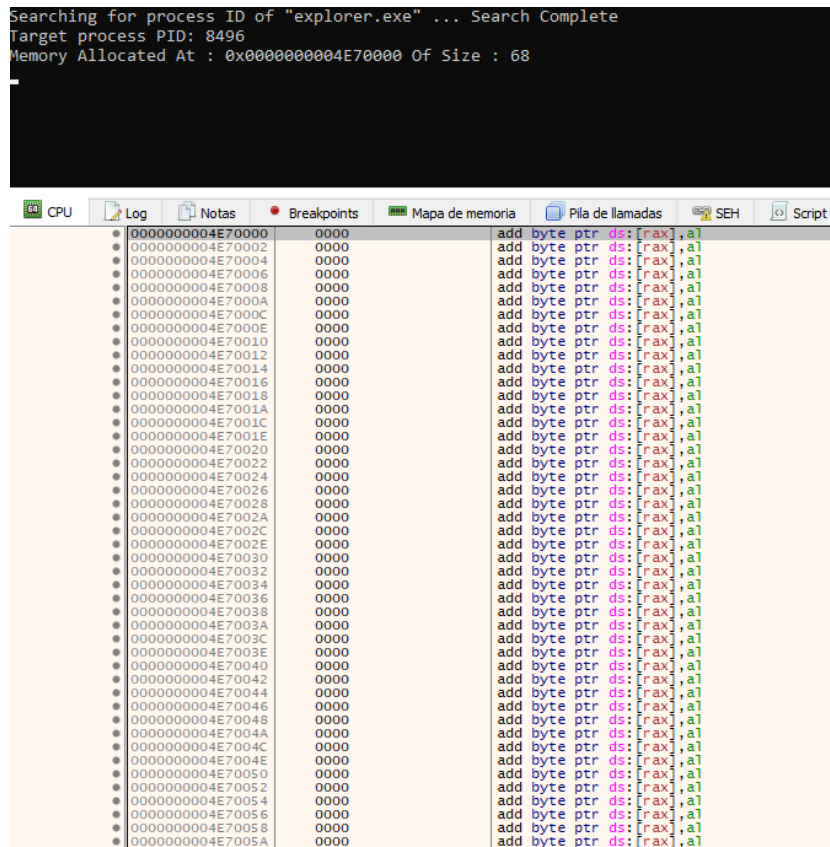 Searching for process ID of "explorer.exe" ... Search Complete
Target process PID: 8496
Memory Allocated At : 0x0000000004E70000 Of Size : 68
64 CPU Log Notas Breakpoints Mapa de memoria Pila de llamadas SEH Script
0000000004E70000 0000 add byte ptr ds:[rax],al
0000000004E70002 0000 add byte ptr ds:[rax],al
0000000004E70004 0000 add byte ptr ds:[rax],al
0000000004E70006 0000 add byte ptr ds:[rax],al
0000000004E70008 0000 add byte ptr ds:[rax],al
0000000004E7000A 0000 add byte ptr ds:[rax],al
0000000004E7000C 0000 add byte ptr ds:[rax],al
0000000004E7000E 0000 add byte ptr ds:[rax],al
0000000004E70010 0000 add byte ptr ds:[rax],al
0000000004E70012 0000 add byte ptr ds:[rax],al
0000000004E70014 0000 add byte ptr ds:[rax],al
0000000004E70016 0000 add byte ptr ds:[rax],al
0000000004E70018 0000 add byte ptr ds:[rax],al
0000000004E7001A 0000 add byte ptr ds:[rax],al
0000000004E7001C 0000 add byte ptr ds:[rax],al
0000000004E7001E 0000 add byte ptr ds:[rax],al
0000000004E70020 0000 add byte ptr ds:[rax],al
0000000004E70022 0000 add byte ptr ds:[rax],al
0000000004E70024 0000 add byte ptr ds:[rax],al
0000000004E70026 0000 add byte ptr ds:[rax],al
0000000004E70028 0000 add byte ptr ds:[rax],al
0000000004E7002A 0000 add byte ptr ds:[rax],al
0000000004E7002C 0000 add byte ptr ds:[rax],al
0000000004E7002E 0000 add byte ptr ds:[rax],al
0000000004E70030 0000 add byte ptr ds:[rax],al
0000000004E70032 0000 add byte ptr ds:[rax],al
0000000004E70034 0000 add byte ptr ds:[rax],al
0000000004E70036 0000 add byte ptr ds:[rax],al
0000000004E70038 0000 add byte ptr ds:[rax],al
0000000004E7003A 0000 add byte ptr ds:[rax],al
0000000004E7003C 0000 add byte ptr ds:[rax],al
0000000004E7003E 0000 add byte ptr ds:[rax],al
0000000004E70040 0000 add byte ptr ds:[rax],al
0000000004E70042 0000 add byte ptr ds:[rax],al
0000000004E70044 0000 add byte ptr ds:[rax],al
0000000004E70046 0000 add byte ptr ds:[rax],al
0000000004E70048 0000 add byte ptr ds:[rax],al
0000000004E7004A 0000 add byte ptr ds:[rax],al
0000000004E7004C 0000 add byte ptr ds:[rax],al
0000000004E7004E 0000 add byte ptr ds:[rax],al
0000000004E70050 0000 add byte ptr ds:[rax],al
0000000004E70052 0000 add byte ptr ds:[rax],al
0000000004E70054 0000 add byte ptr ds:[rax],al
0000000004E70056 0000 add byte ptr ds:[rax],al
0000000004E70058 0000 add byte ptr ds:[rax],al
0000000004E7005A 0000 add byte ptr ds:[rax],al